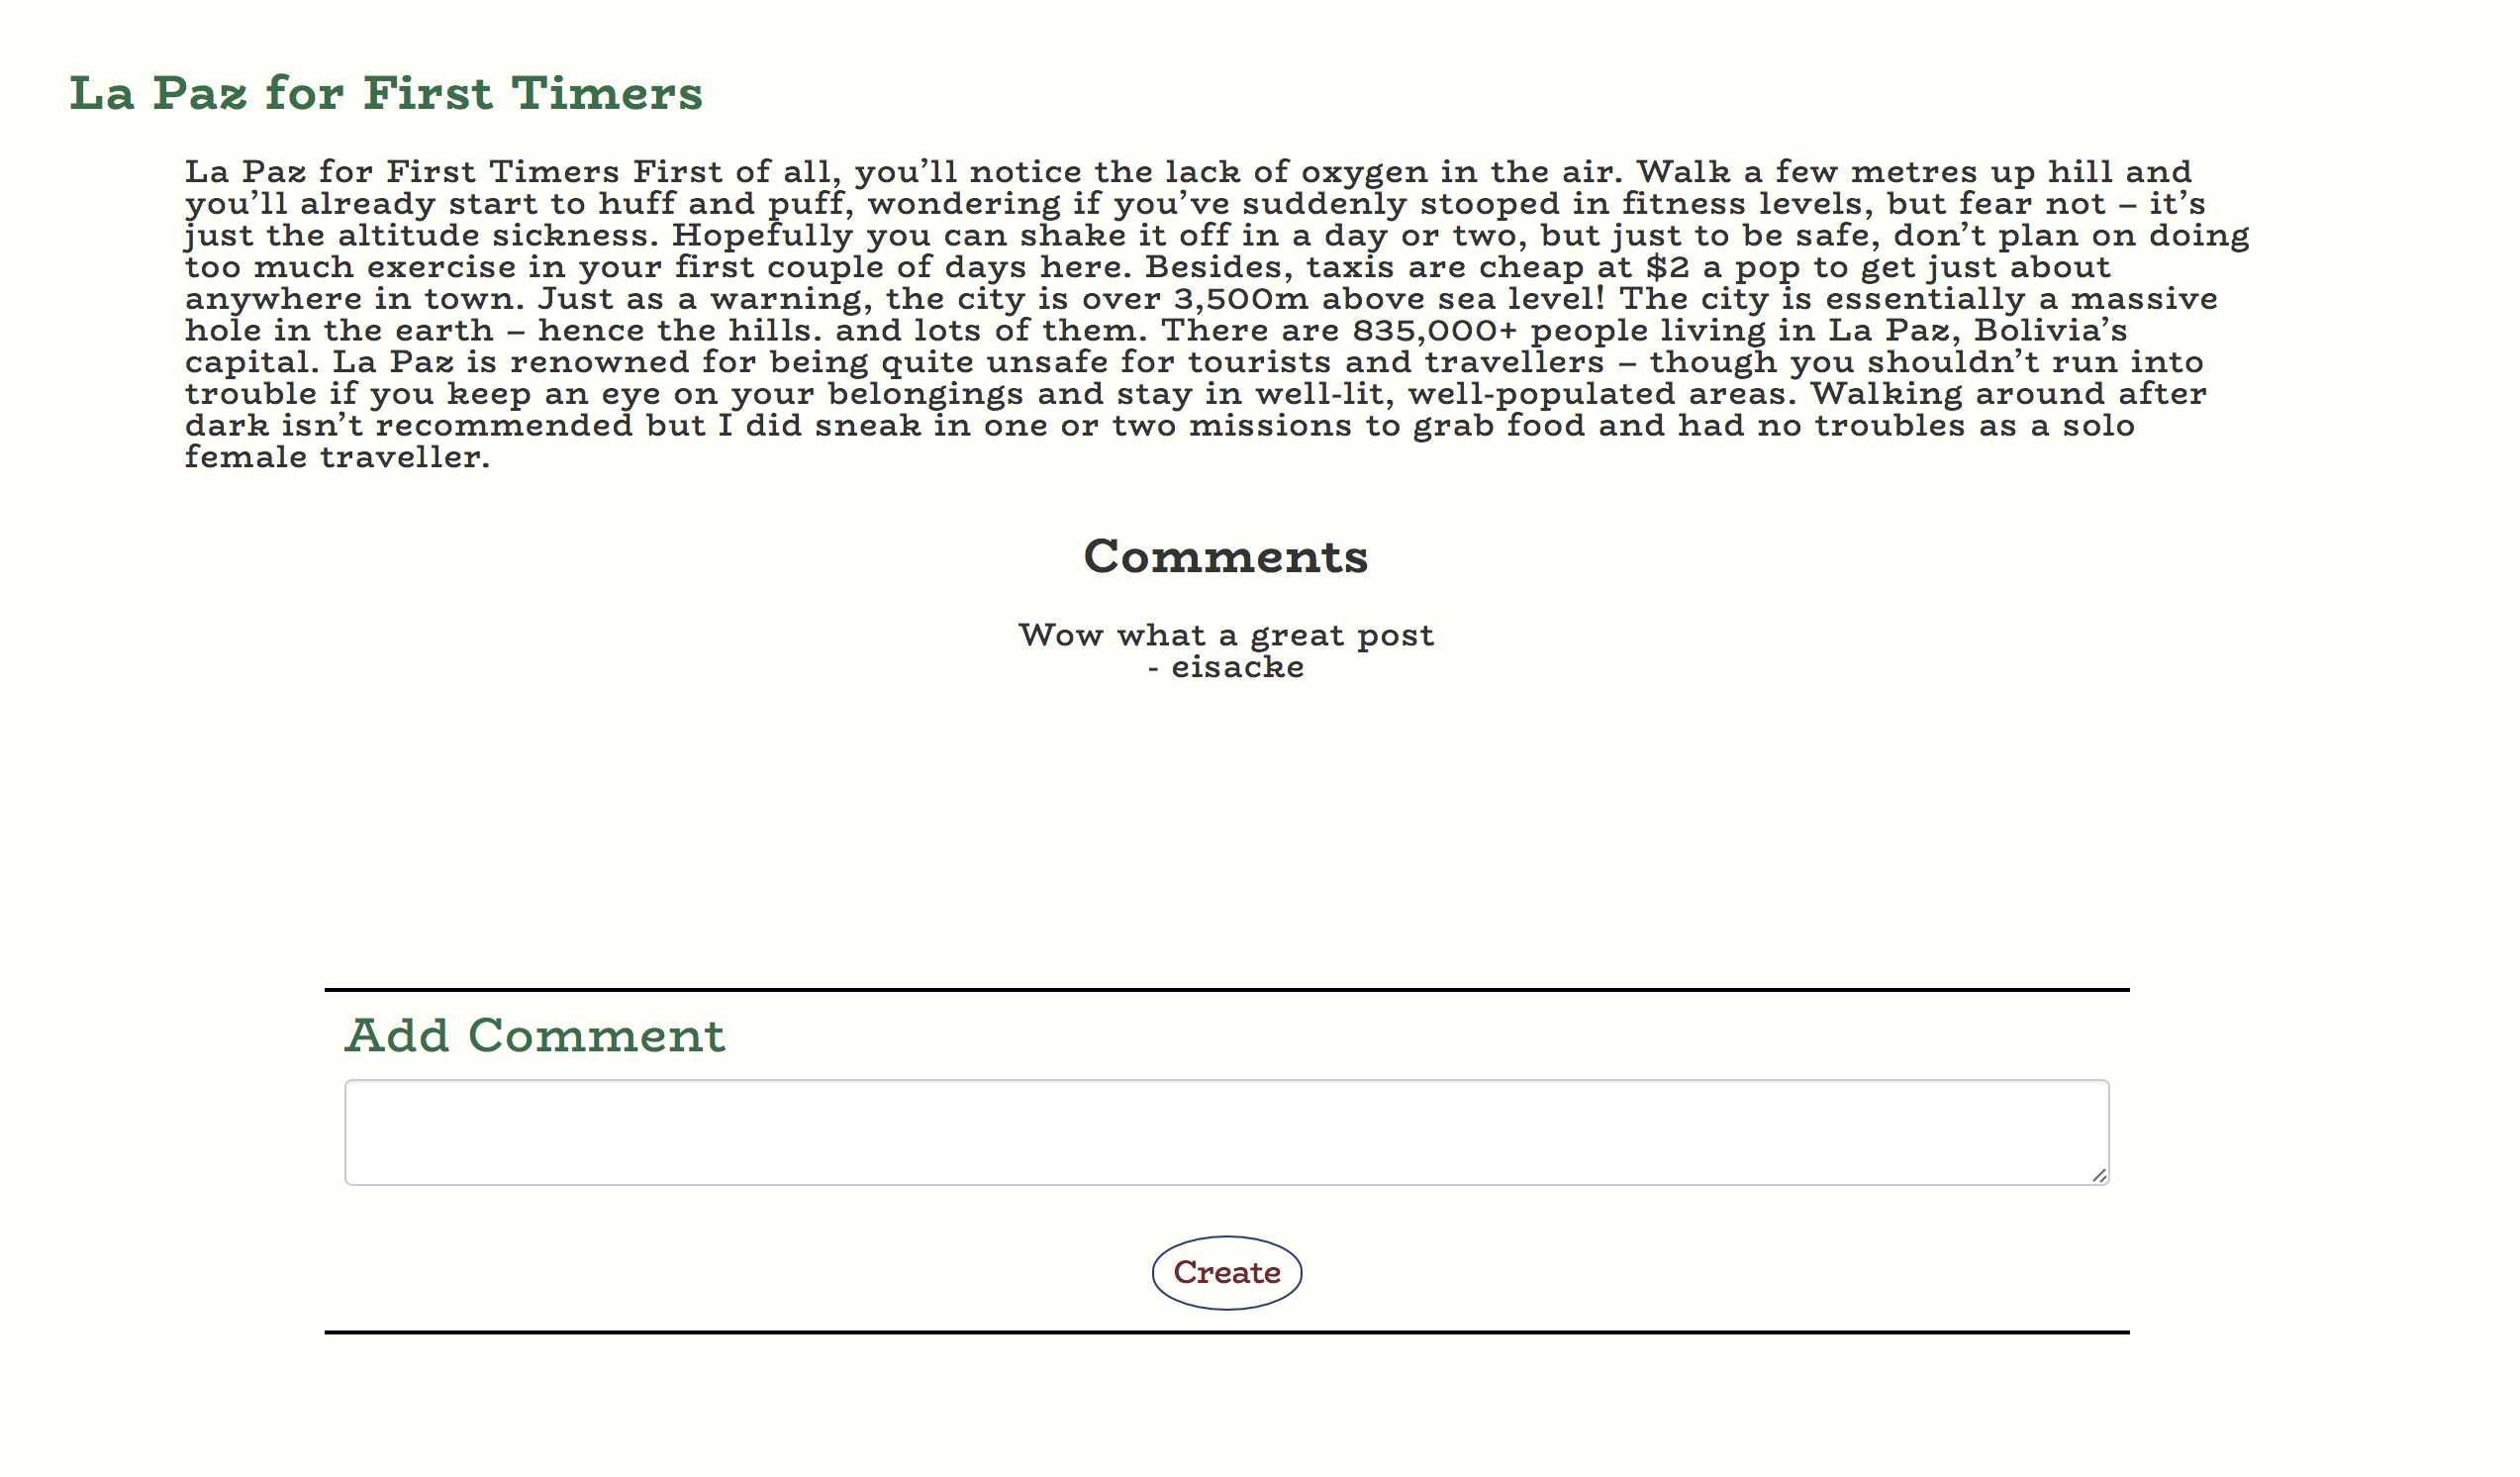 La Paz for First Timers
La Paz for First Timers First of all, you’ll notice the lack of oxygen in the air. Walk a few metres up hill and
you’ll already start to huff and puff, wondering if you’ve suddenly stooped in fitness levels, but fear not – it’s
just the altitude sickness. Hopefully you can shake it off in a day or two, but just to be safe, don’t plan on doing
too much exercise in your first couple of days here. Besides, taxis are cheap at $2 a pop to get just about
anywhere in town. Just as a warning, the city is over 3,500m above sea level! The city is essentially a massive
hole in the earth – hence the hills. and lots of them. There are 835,000+ people living in La Paz, Bolivia’s
capital. La Paz is renowned for being quite unsafe for tourists and travellers – though you shouldn’t run into
trouble if you keep an eye on your belongings and stay in well-lit, well-populated areas. Walking around after
dark isn’t recommended but I did sneak in one or two missions to grab food and had no troubles as a solo
female traveller.
Comments
Wow what a great post
- eisacke
Add Comment
Create